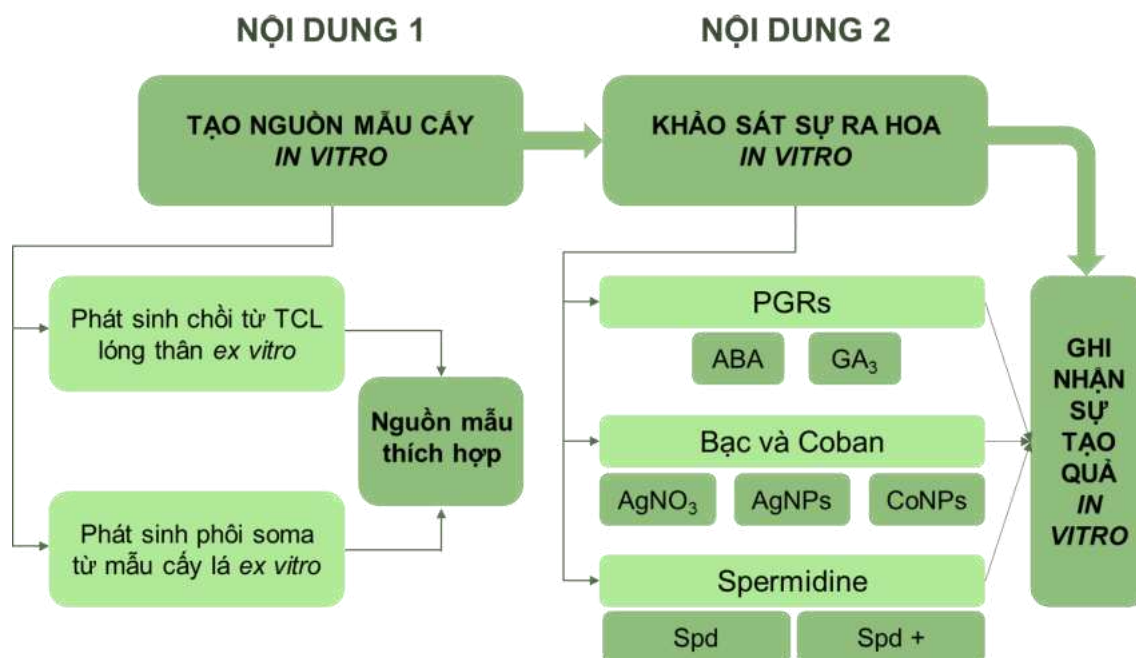 NỘI DUNG 1
TẠO NGUỒN MẪU CẤY
IN VITRO
Phát sinh chồi từ TCL
lóng thân ex vitro
Phát sinh phôi soma
từ mẫu cấy lá ex vitro
Nguồn mẫu
thích hợp
NỘI DUNG 2
KHẢO SÁT SỰ RA HOA
IN VITRO
PGRs
ABA
GA₃
Bạc và Coban
AgNO₃
AgNPs
CoNPs
Spermidine
Spd
Spd +
GHI
NHẬN
SỰ
TẠO
QUẢ
IN
VITRO